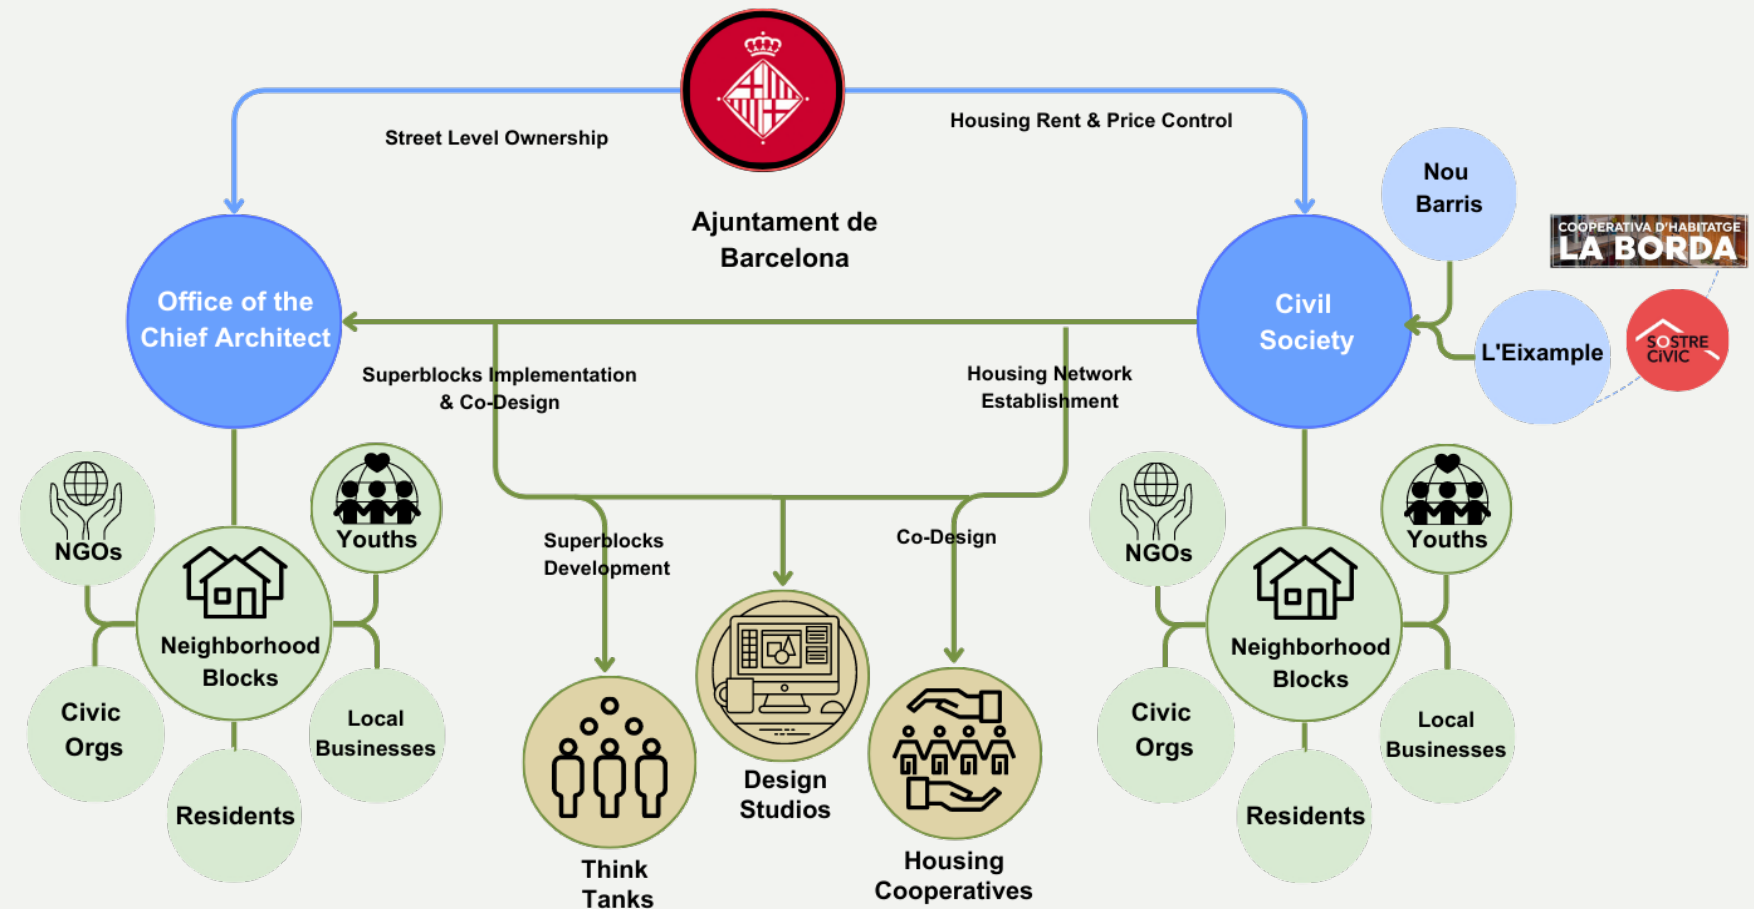 Street Level Ownership
Housing Rent & Price Control
Ajuntament de
Barcelona
Nou
Barris
COOPERATIVA D'HABITATGE
LA BORDA
Office of the
Chief Architect
Civil
Society
L'Eixample
SOSTRE
CIVIC
Superblocks Implementation
& Co-Design
Housing Network
Establishment
NGOs
Youths
Neighborhood
Blocks
Civic
Orgs
Local
Businesses
Residents
Superblocks
Development
Co-Design
Think
Tanks
Design
Studios
Housing
Cooperatives
NGOs
Youths
Neighborhood
Blocks
Civic
Orgs
Local
Businesses
Residents